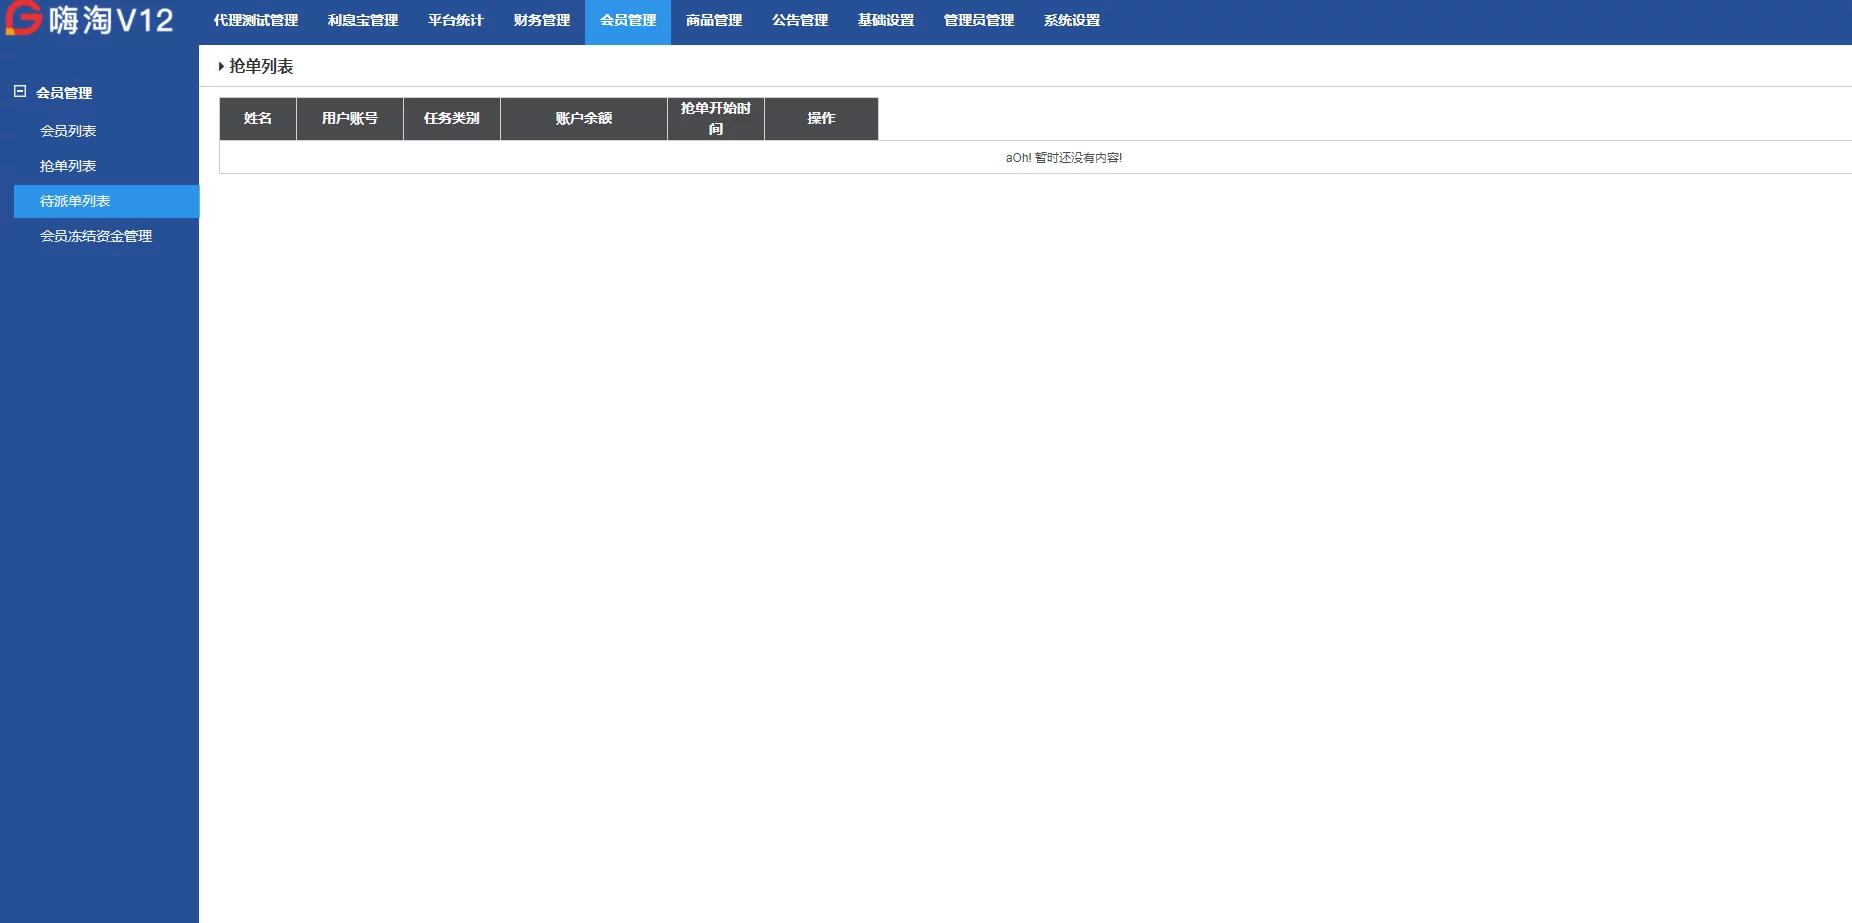 嗨淘V12
代理测试管理 利息宝管理 平台统计 财务管理 会员管理 商品管理 公告管理 基础设置 管理员管理 系统设置
会员管理
会员列表
抢单列表
待派单列表
会员冻结资金管理
抢单列表
姓名 用户账号 任务类别 账户余额 抢单开始时
间 操作
aOh! 暂时还没有内容!